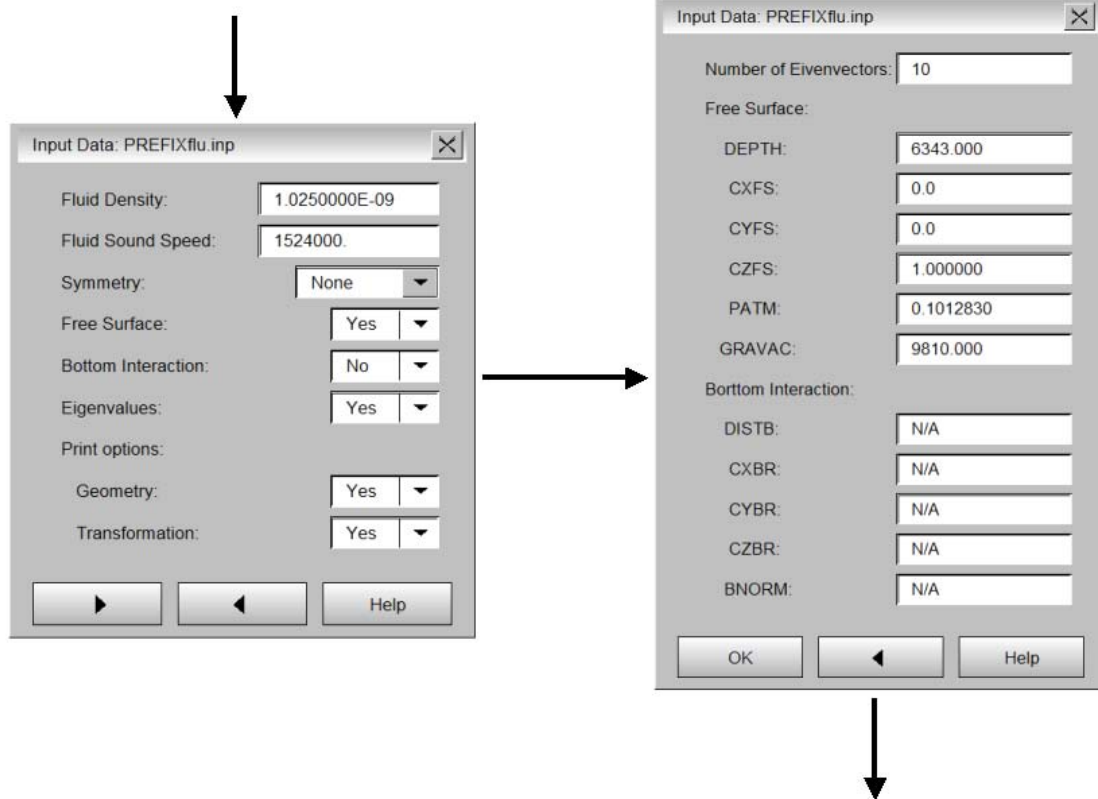 Input Data: PREFIXflu.inp
Fluid Density: 1.0250000E-09
Fluid Sound Speed: 1524000.
Symmetry: None
Free Surface: Yes
Bottom Interaction: No
Eigenvalues: Yes
Print options:
Geometry: Yes
Transformation: Yes
Help
Input Data: PREFIXflu.inp
Number of Eivenvectors: 10
Free Surface:
DEPTH: 6343.000
CXFS: 0.0
CYFS: 0.0
CZFS: 1.000000
PATM: 0.1012830
GRAVAC: 9810.000
Borttom Interaction:
DISTB: N/A
CXBR: N/A
CYBR: N/A
CZBR: N/A
BNORM: N/A
OK Help